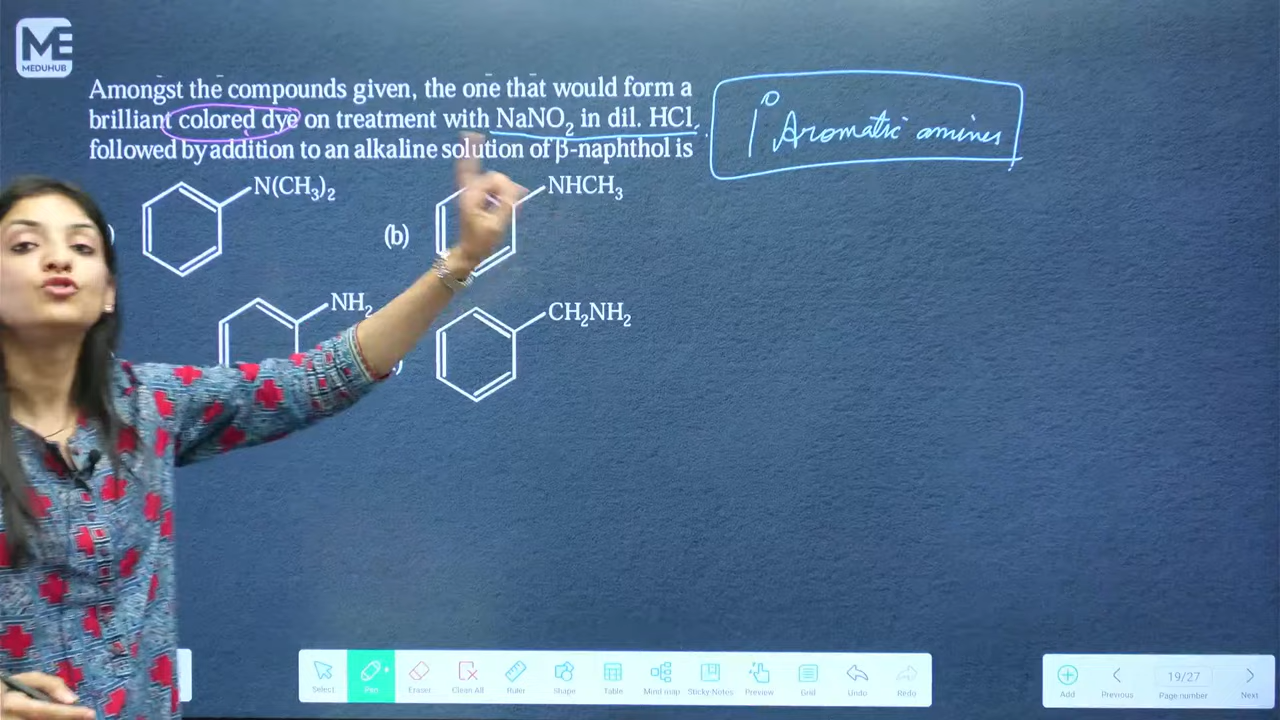 ME
MEDUHUB
Amongst the compounds given, the one that would form a
brilliant colored dye on treatment with NaNO₂ in dil. HCl,
followed by addition to an alkaline solution of β-naphthol is
1° Aromatic amines
N(CH₃)₂
(b) NHCH₃
NH₂
CH₂NH₂
Select Pen Eraser Clean All Ruler Shape Table Mind map Sticky-Notes Preview Grid Undo Redo
Add Previous 19/27 Page number Next